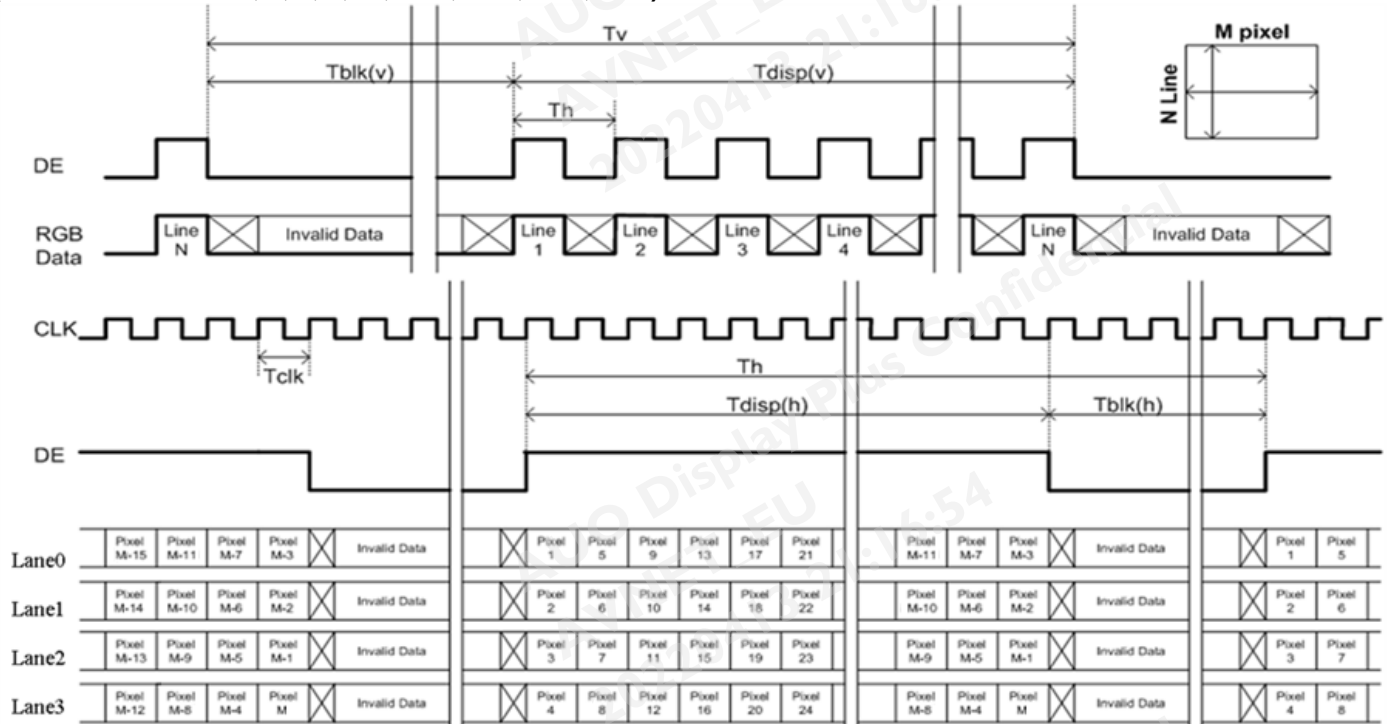 Tv
M pixel
Tblk(v)
Tdisp(v)
N Line
Th
DE
RGB
Data
Line
N
Invalid Data
Line
1
Line
2
Line
3
Line
4
Line
N
Invalid Data
CLK
Tclk
Th
Tdisp(h)
Tblk(h)
DE
Lane0
Pixel
M-15
Pixel
M-11
Pixel
M-7
Pixel
M-3
Invalid Data
Pixel
1
Pixel
5
Pixel
9
Pixel
13
Pixel
17
Pixel
21
Pixel
M-11
Pixel
M-7
Pixel
M-3
Invalid Data
Pixel
1
Pixel
5
Lane1
Pixel
M-14
Pixel
M-10
Pixel
M-6
Pixel
M-2
Invalid Data
Pixel
2
Pixel
6
Pixel
10
Pixel
14
Pixel
18
Pixel
22
Pixel
M-10
Pixel
M-6
Pixel
M-2
Invalid Data
Pixel
2
Pixel
6
Lane2
Pixel
M-13
Pixel
M-9
Pixel
M-5
Pixel
M-1
Invalid Data
Pixel
3
Pixel
7
Pixel
11
Pixel
15
Pixel
19
Pixel
23
Pixel
M-9
Pixel
M-5
Pixel
M-1
Invalid Data
Pixel
3
Pixel
7
Lane3
Pixel
M-12
Pixel
M-8
Pixel
M-4
Pixel
M
Invalid Data
Pixel
4
Pixel
8
Pixel
12
Pixel
16
Pixel
20
Pixel
24
Pixel
M-8
Pixel
M-4
Pixel
M
Invalid Data
Pixel
4
Pixel
8
AUO Display Plus Confidential
AVNET_EU
20220413 21:16:54